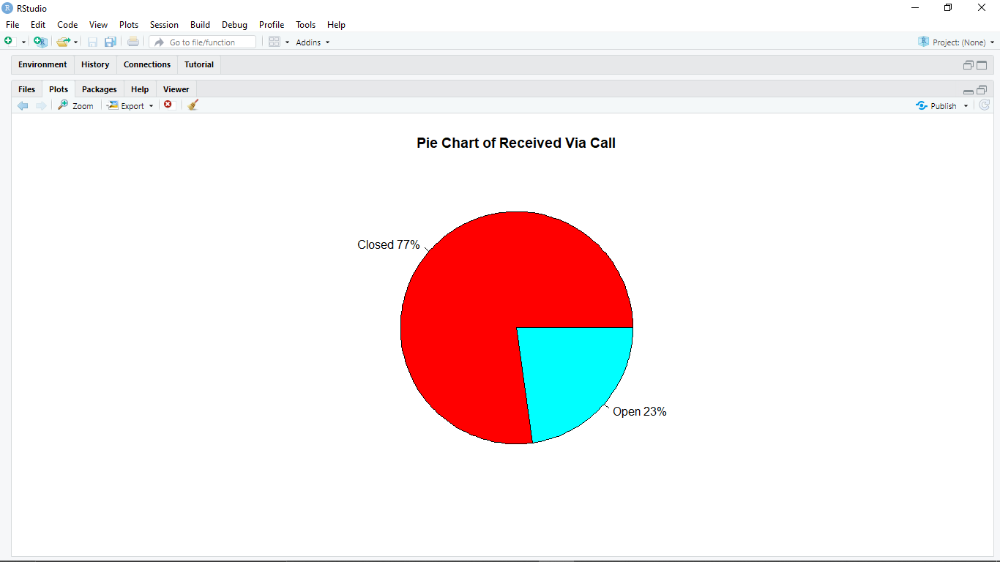 RStudio
File Edit Code View Plots Session Build Debug Profile Tools Help
R Go to file/function Addins R Project: (None)
Environment History Connections Tutorial
Files Plots Packages Help Viewer
Zoom Export Publish
Pie Chart of Received Via Call
Closed 77%
Open 23%